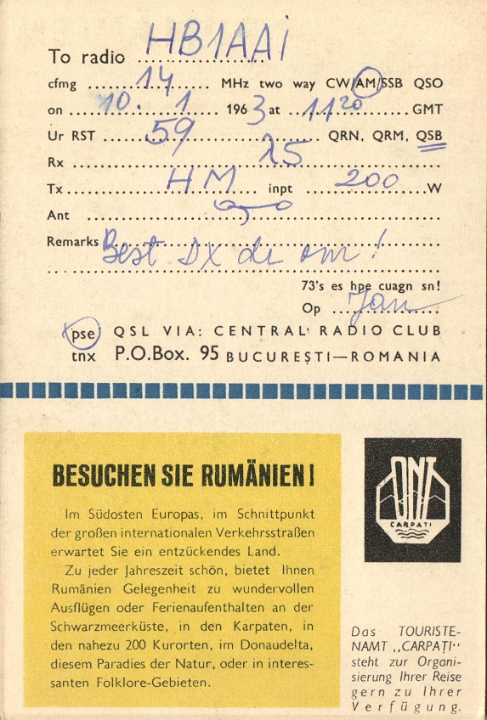 To radio HB1AAi
cfmg 14 MHz two way CW/AM/SSB QSO
on 10. 1 1963 at 11 20 GMT
Ur RST 59 QRN, QRM, QSB
Rx 15
Tx HM inpt 200 W
Ant
Remarks Best DX de om!
73's es hpe cuagn sn!
Op Jan
pse QSL VIA: CENTRAL RADIO CLUB
tnx P.O.Box. 95 BUCUREȘTI—ROMANIA
BESUCHEN SIE RUMÄNIEN!
Im Südosten Europas, im Schnittpunkt
der großen internationalen Verkehrsstraßen
erwartet Sie ein entzückendes Land.
Zu jeder Jahreszeit schön, bietet Ihnen
Rumänien Gelegenheit zu wundervollen
Ausflügen oder Ferienaufenthalten an der
Schwarzmeerküste, in den Karpaten, in
den nahezu 200 Kurorten, im Donaudelta,
diesem Paradies der Natur, oder in interes-
santen Folklore-Gebieten.
ONT
CARPAȚI
Das TOURISTE-
NAMT „CARPAȚI"
steht zur Organi-
sierung Ihrer Reise
gern zu Ihrer
Verfügung.